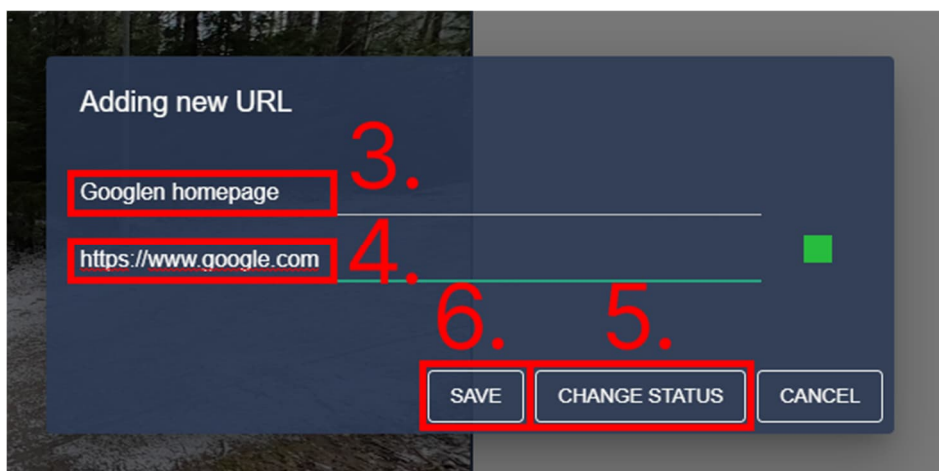 Adding new URL
Googlen homepage 3.
https://www.google.com 4.
6. 5.
SAVE CHANGE STATUS CANCEL